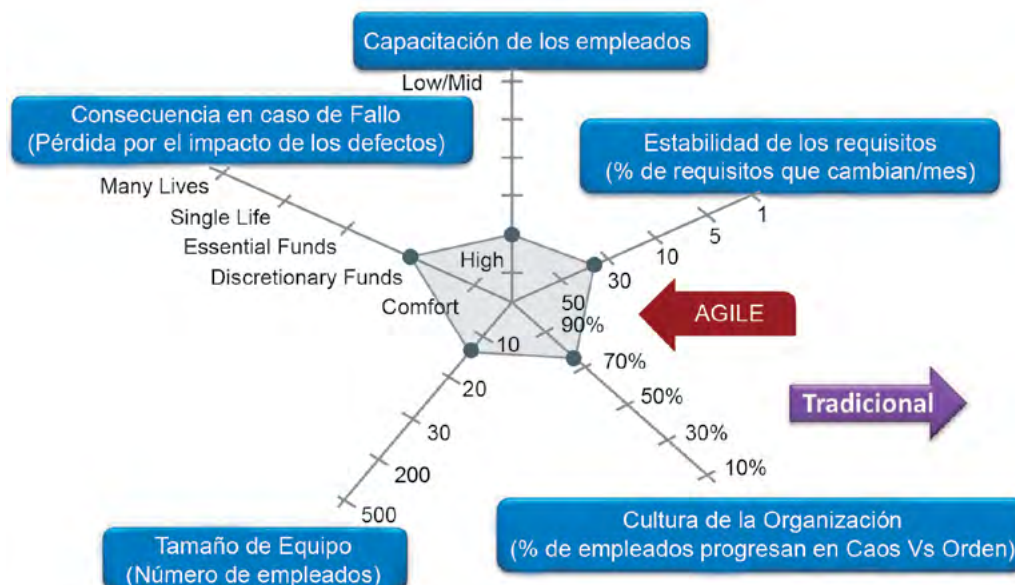 Capacitación de los empleados
Low/Mid
High
Consecuencia en caso de Fallo
(Pérdida por el impacto de los defectos)
Many Lives
Single Life
Essential Funds
Discretionary Funds
Comfort
Estabilidad de los requisitos
(% de requisitos que cambian/mes)
1
5
10
30
50
AGILE
Tradicional
90%
70%
50%
30%
10%
Cultura de la Organización
(% de empleados progresan en Caos Vs Orden)
10
20
30
200
500
Tamaño de Equipo
(Número de empleados)